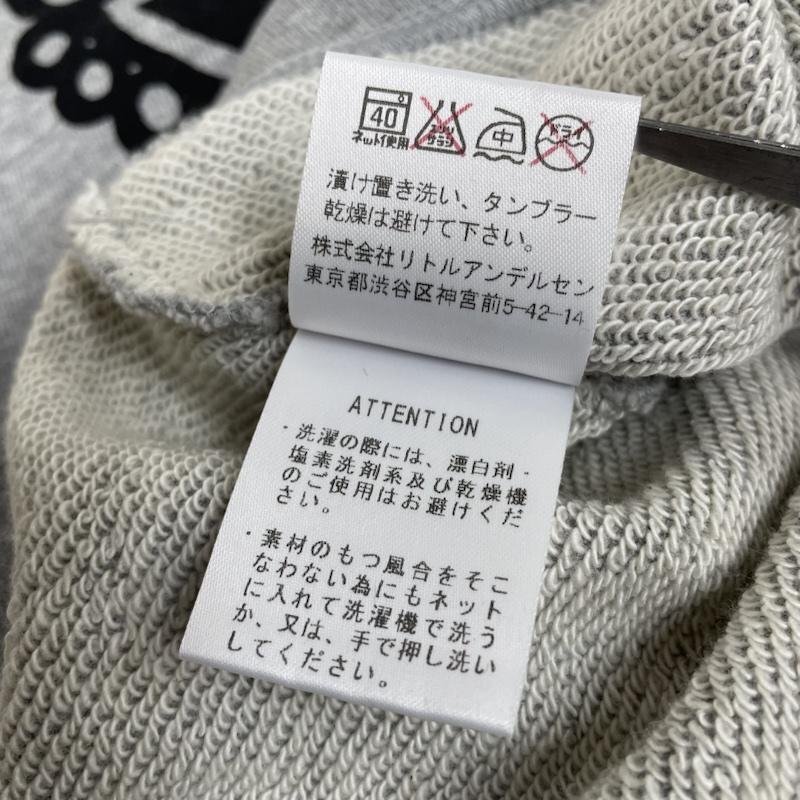 40
ネット使用
エンソ
サラシ
中
ドライ
漬け置き洗い、タンブラー
乾燥は避けて下さい。
株式会社リトルアンデルセン
東京都渋谷区神宮前5-42-14
ATTENTION
・洗濯の際には、漂白剤・
塩素洗剤系及び乾燥機
のご使用はお避けくだ
さい。
・素材のもつ風合をそこ
なわない為にもネット
に入れて洗濯機で洗う
か、又は、手で押し洗い
してください。